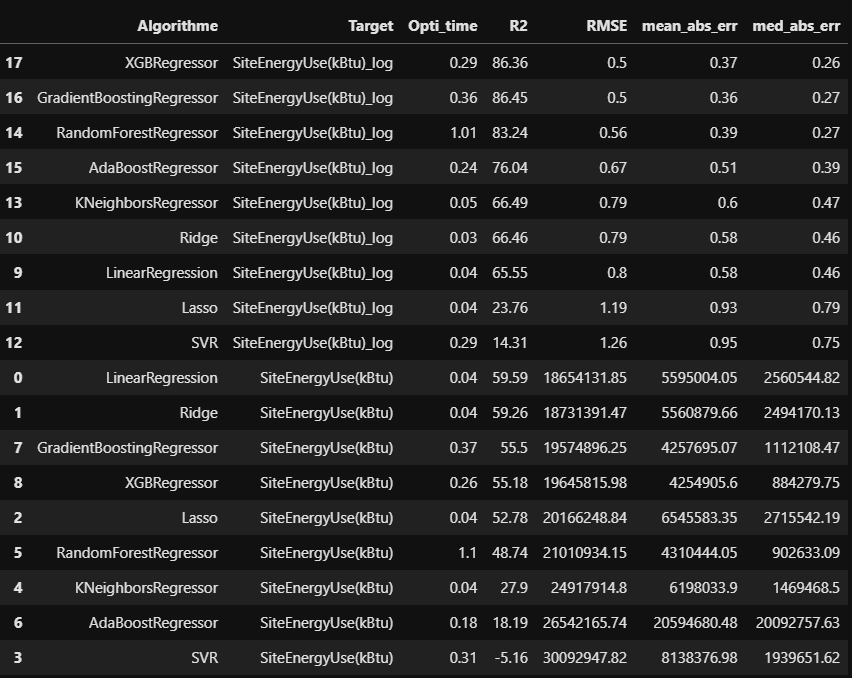 Algorithme Target Opti_time R2 RMSE mean_abs_err med_abs_err
17 XGBRegressor SiteEnergyUse(kBtu)_log 0.29 86.36 0.5 0.37 0.26
16 GradientBoostingRegressor SiteEnergyUse(kBtu)_log 0.36 86.45 0.5 0.36 0.27
14 RandomForestRegressor SiteEnergyUse(kBtu)_log 1.01 83.24 0.56 0.39 0.27
15 AdaBoostRegressor SiteEnergyUse(kBtu)_log 0.24 76.04 0.67 0.51 0.39
13 KNeighborsRegressor SiteEnergyUse(kBtu)_log 0.05 66.49 0.79 0.6 0.47
10 Ridge SiteEnergyUse(kBtu)_log 0.03 66.46 0.79 0.58 0.46
9 LinearRegression SiteEnergyUse(kBtu)_log 0.04 65.55 0.8 0.58 0.46
11 Lasso SiteEnergyUse(kBtu)_log 0.04 23.76 1.19 0.93 0.79
12 SVR SiteEnergyUse(kBtu)_log 0.29 14.31 1.26 0.95 0.75
0 LinearRegression SiteEnergyUse(kBtu) 0.04 59.59 18654131.85 5595004.05 2560544.82
1 Ridge SiteEnergyUse(kBtu) 0.04 59.26 18731391.47 5560879.66 2494170.13
7 GradientBoostingRegressor SiteEnergyUse(kBtu) 0.37 55.5 19574896.25 4257695.07 1112108.47
8 XGBRegressor SiteEnergyUse(kBtu) 0.26 55.18 19645815.98 4254905.6 884279.75
2 Lasso SiteEnergyUse(kBtu) 0.04 52.78 20166248.84 6545583.35 2715542.19
5 RandomForestRegressor SiteEnergyUse(kBtu) 1.1 48.74 21010934.15 4310444.05 902633.09
4 KNeighborsRegressor SiteEnergyUse(kBtu) 0.04 27.9 24917914.8 6198033.9 1469468.5
6 AdaBoostRegressor SiteEnergyUse(kBtu) 0.18 18.19 26542165.74 20594680.48 20092757.63
3 SVR SiteEnergyUse(kBtu) 0.31 -5.16 30092947.82 8138376.98 1939651.62